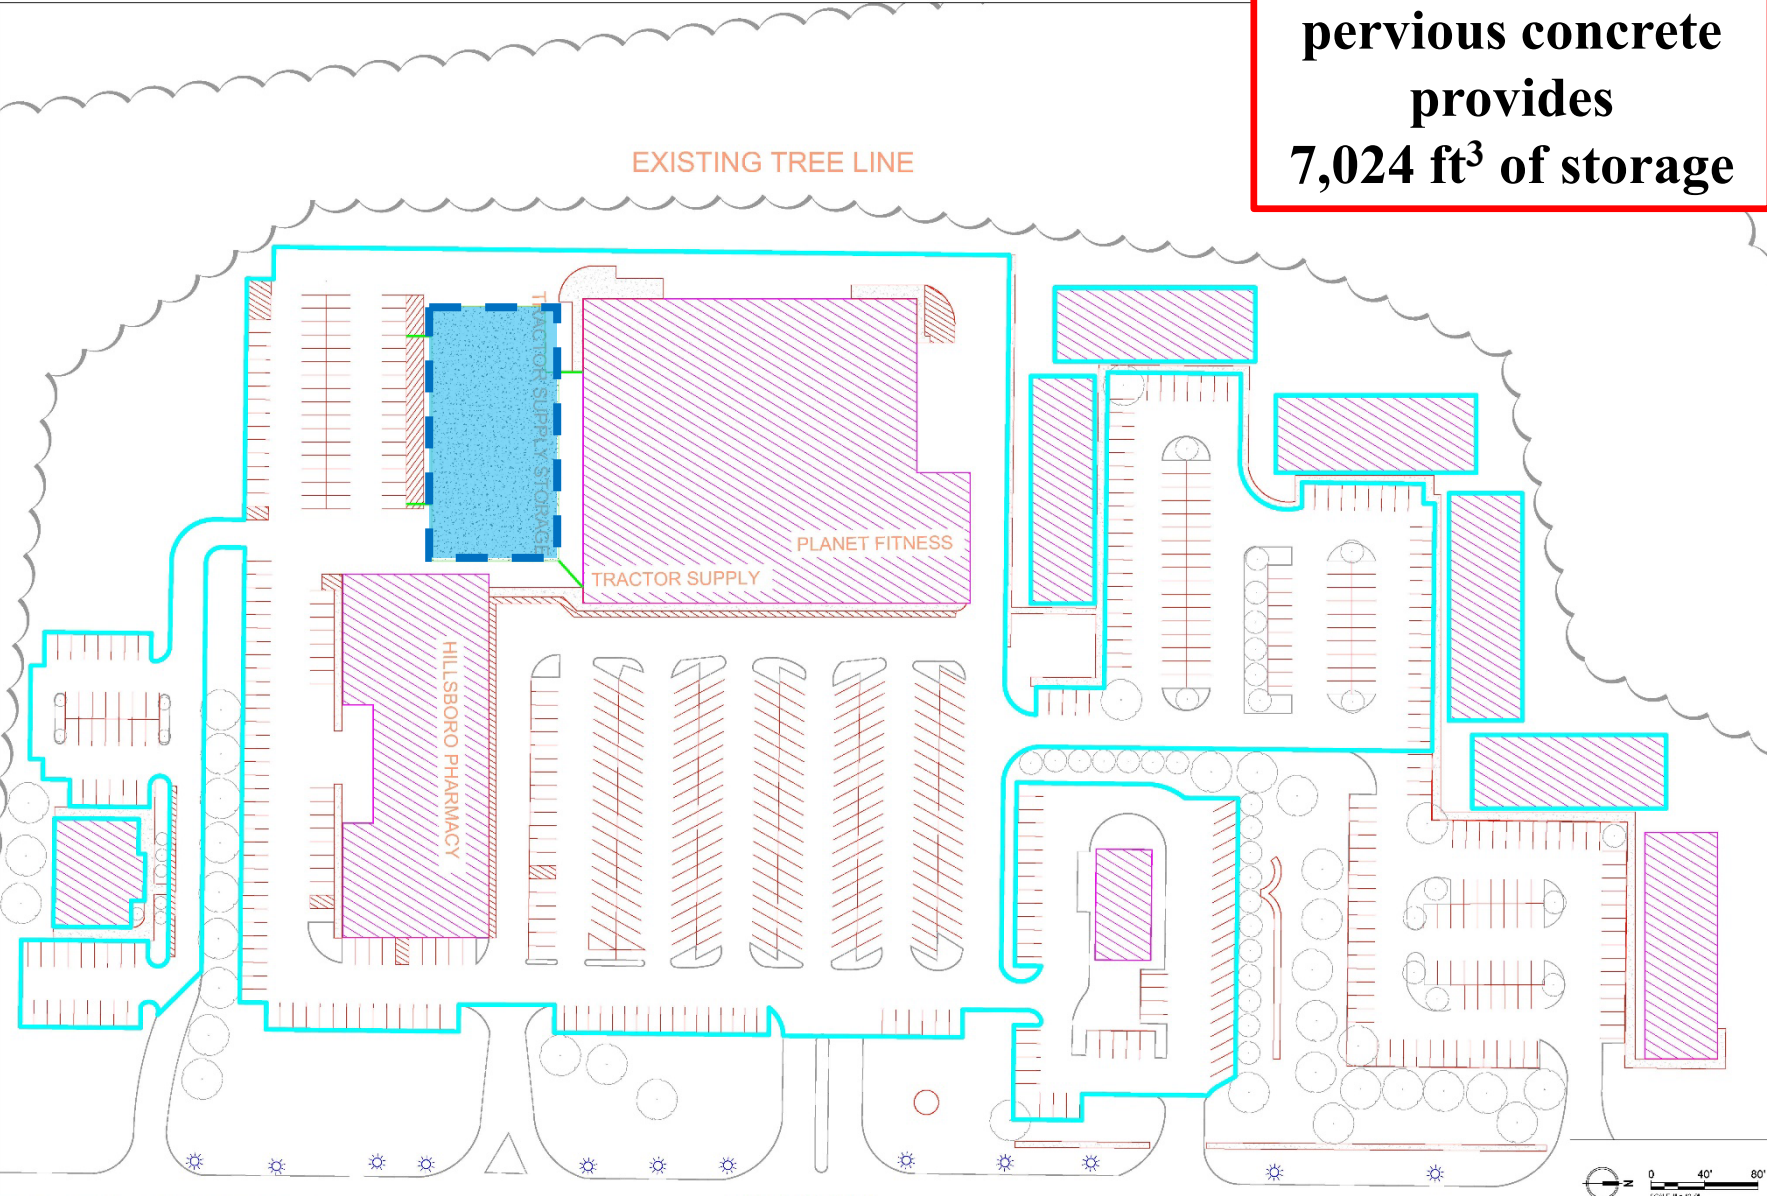 pervious concrete
provides
7,024 ft³ of storage
EXISTING TREE LINE
TRACTOR SUPPLY STORAGE
PLANET FITNESS
TRACTOR SUPPLY
HILLSBORO PHARMACY
N
0 40' 80'